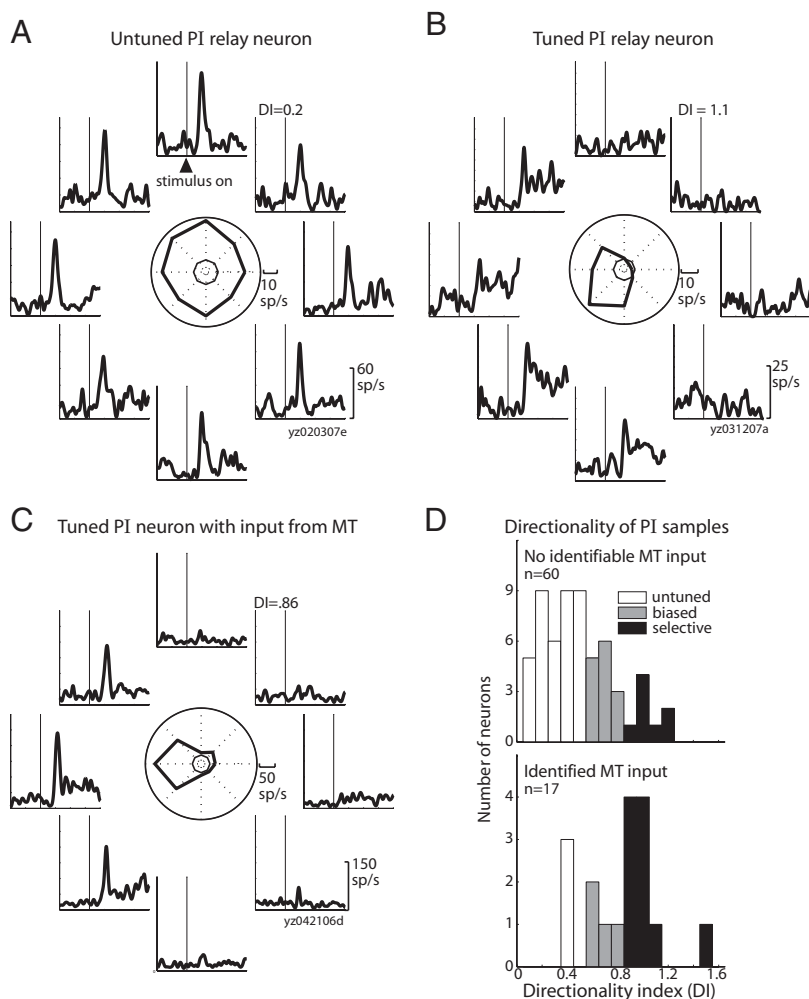 A
Untuned PI relay neuron
DI=0.2
stimulus on
10
sp/s
60
sp/s
yz020307e
B
Tuned PI relay neuron
DI = 1.1
10
sp/s
25
sp/s
yz031207a
C
Tuned PI neuron with input from MT
DI=.86
50
sp/s
150
sp/s
yz042106d
D
Directionality of PI samples
No identifiable MT input
n=60
untuned
biased
selective
9
6
3
0
Number of neurons
Identified MT input
n=17
4
3
2
1
0
0 0.4 0.8 1.2 1.6
Directionality index (DI)